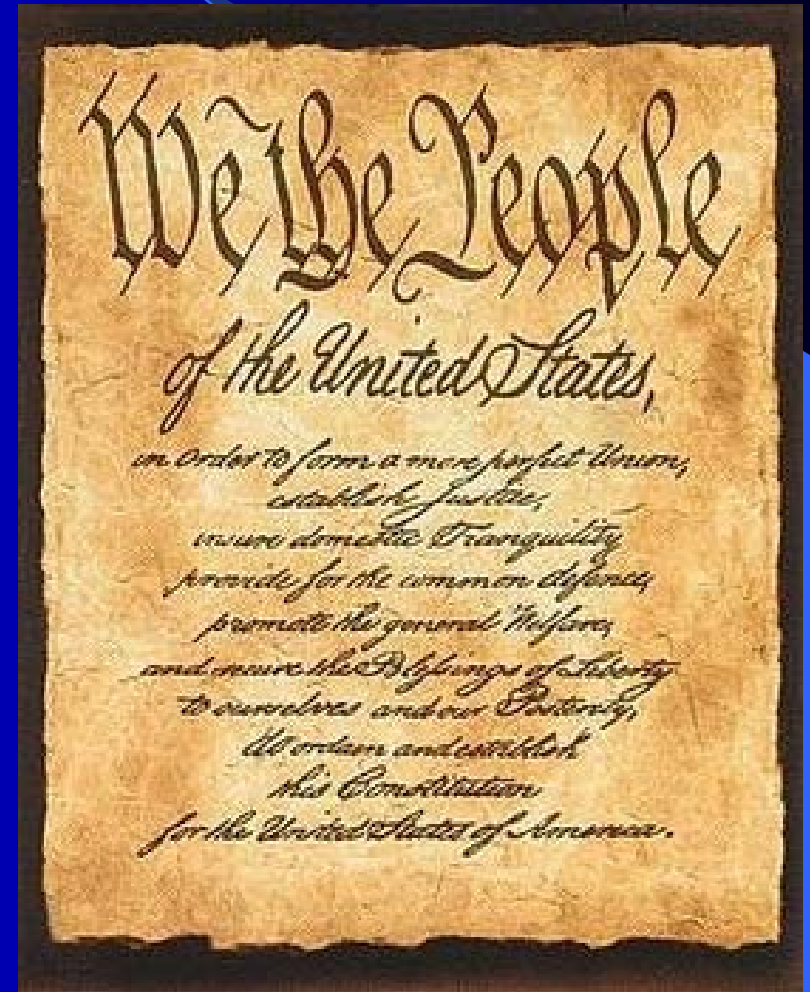 We the People
of the United States,
in Order to form a more perfect Union,
establish Justice,
insure domestic Tranquility
provide for the common defence,
promote the general Welfare,
and secure the Blessings of Liberty
to ourselves and our Posterity,
do ordain and establish
this Constitution
for the United States of America.